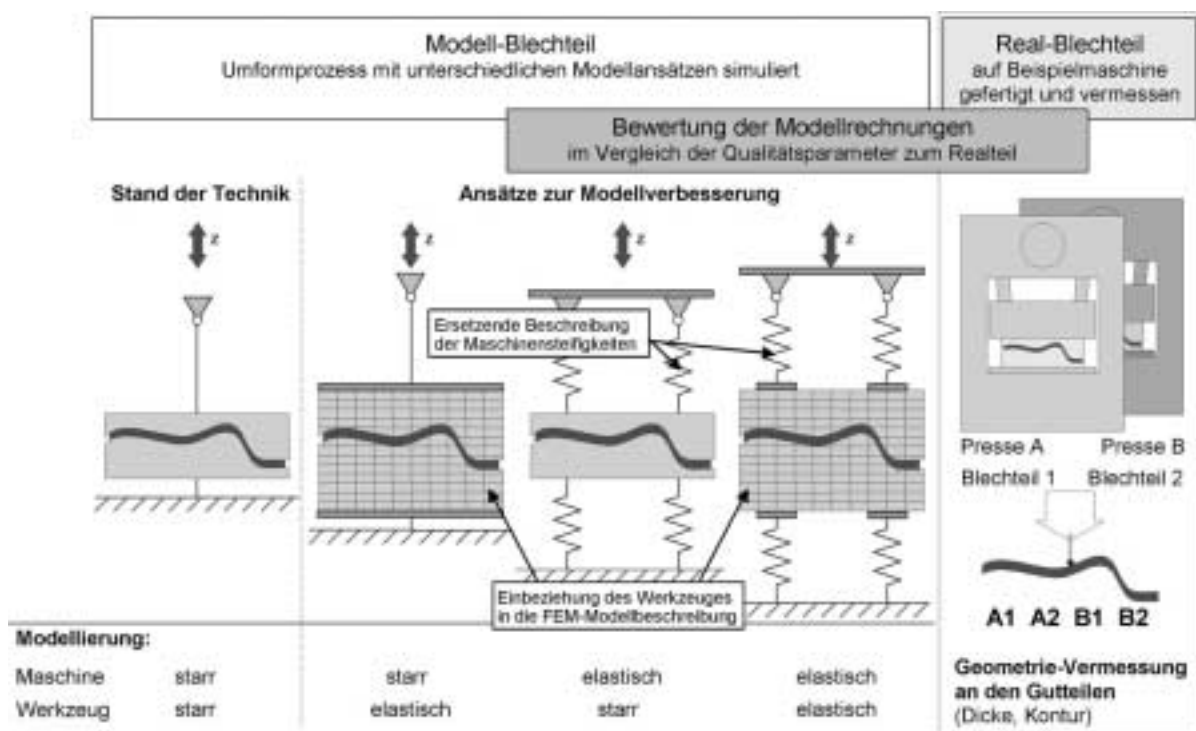 Modell-Blechteil
Umformprozess mit unterschiedlichen Modellansätzen simuliert
Real-Blechteil
auf Beispielmaschine
gefertigt und vermessen
Bewertung der Modellrechnungen
im Vergleich der Qualitätsparameter zum Realteil
Stand der Technik
Ansätze zur Modellverbesserung
z
z
z
z
Ersetzende Beschreibung
der Maschinensteifigkeiten
Einbeziehung des Werkzeuges
in die FEM-Modellbeschreibung
Presse A Presse B
Blechteil 1 Blechteil 2
A1 A2 B1 B2
Geometrie-Vermessung
an den Gutteilen
(Dicke, Kontur)
Modellierung:
Maschine starr starr elastisch elastisch
Werkzeug starr elastisch starr elastisch